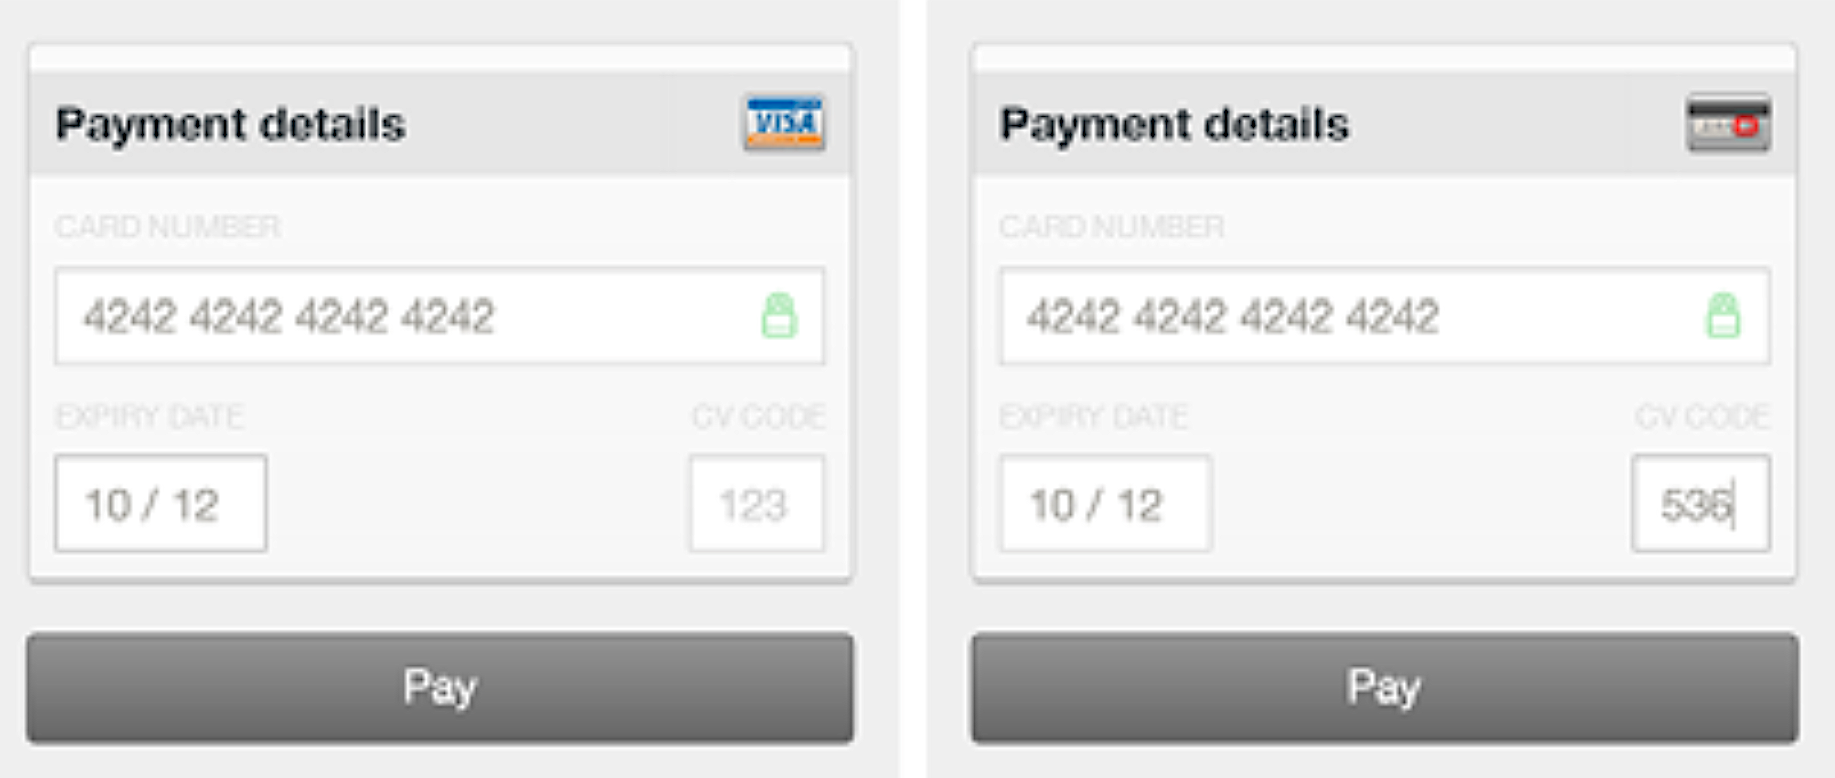 Payment details
VISA
CARD NUMBER
4242 4242 4242 4242
EXPIRY DATE CV CODE
10 / 12 123
Pay
Payment details
CARD NUMBER
4242 4242 4242 4242
EXPIRY DATE CV CODE
10 / 12 536
Pay